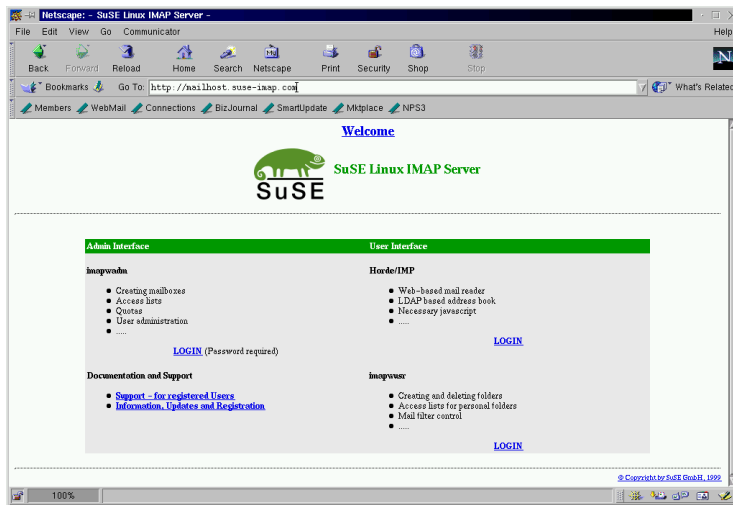 Netscape: - SuSE Linux IMAP Server -
File Edit View Go Communicator Help
Back Forward Reload Home Search Netscape Print Security Shop Stop
Bookmarks Go To: http://mailhost.suse-imap.com What's Related
Members WebMail Connections BizJournal SmartUpdate Mktplace NPS3
Welcome
SuSE
SuSE Linux IMAP Server
Admin Interface User Interface
imapwadm
Creating mailboxes
Access lists
Quotas
User administration
.....
LOGIN (Password required)
Horde/IMP
Web-based mail reader
LDAP based address book
Necessary javascript
.....
LOGIN
Documentation and Support
Support - for registered Users
Information, Updates and Registration
imapwusr
Creating and deleting folders
Access lists for personal folders
Mail filter control
.....
LOGIN
© Copyright by SuSE GmbH, 1999
100%